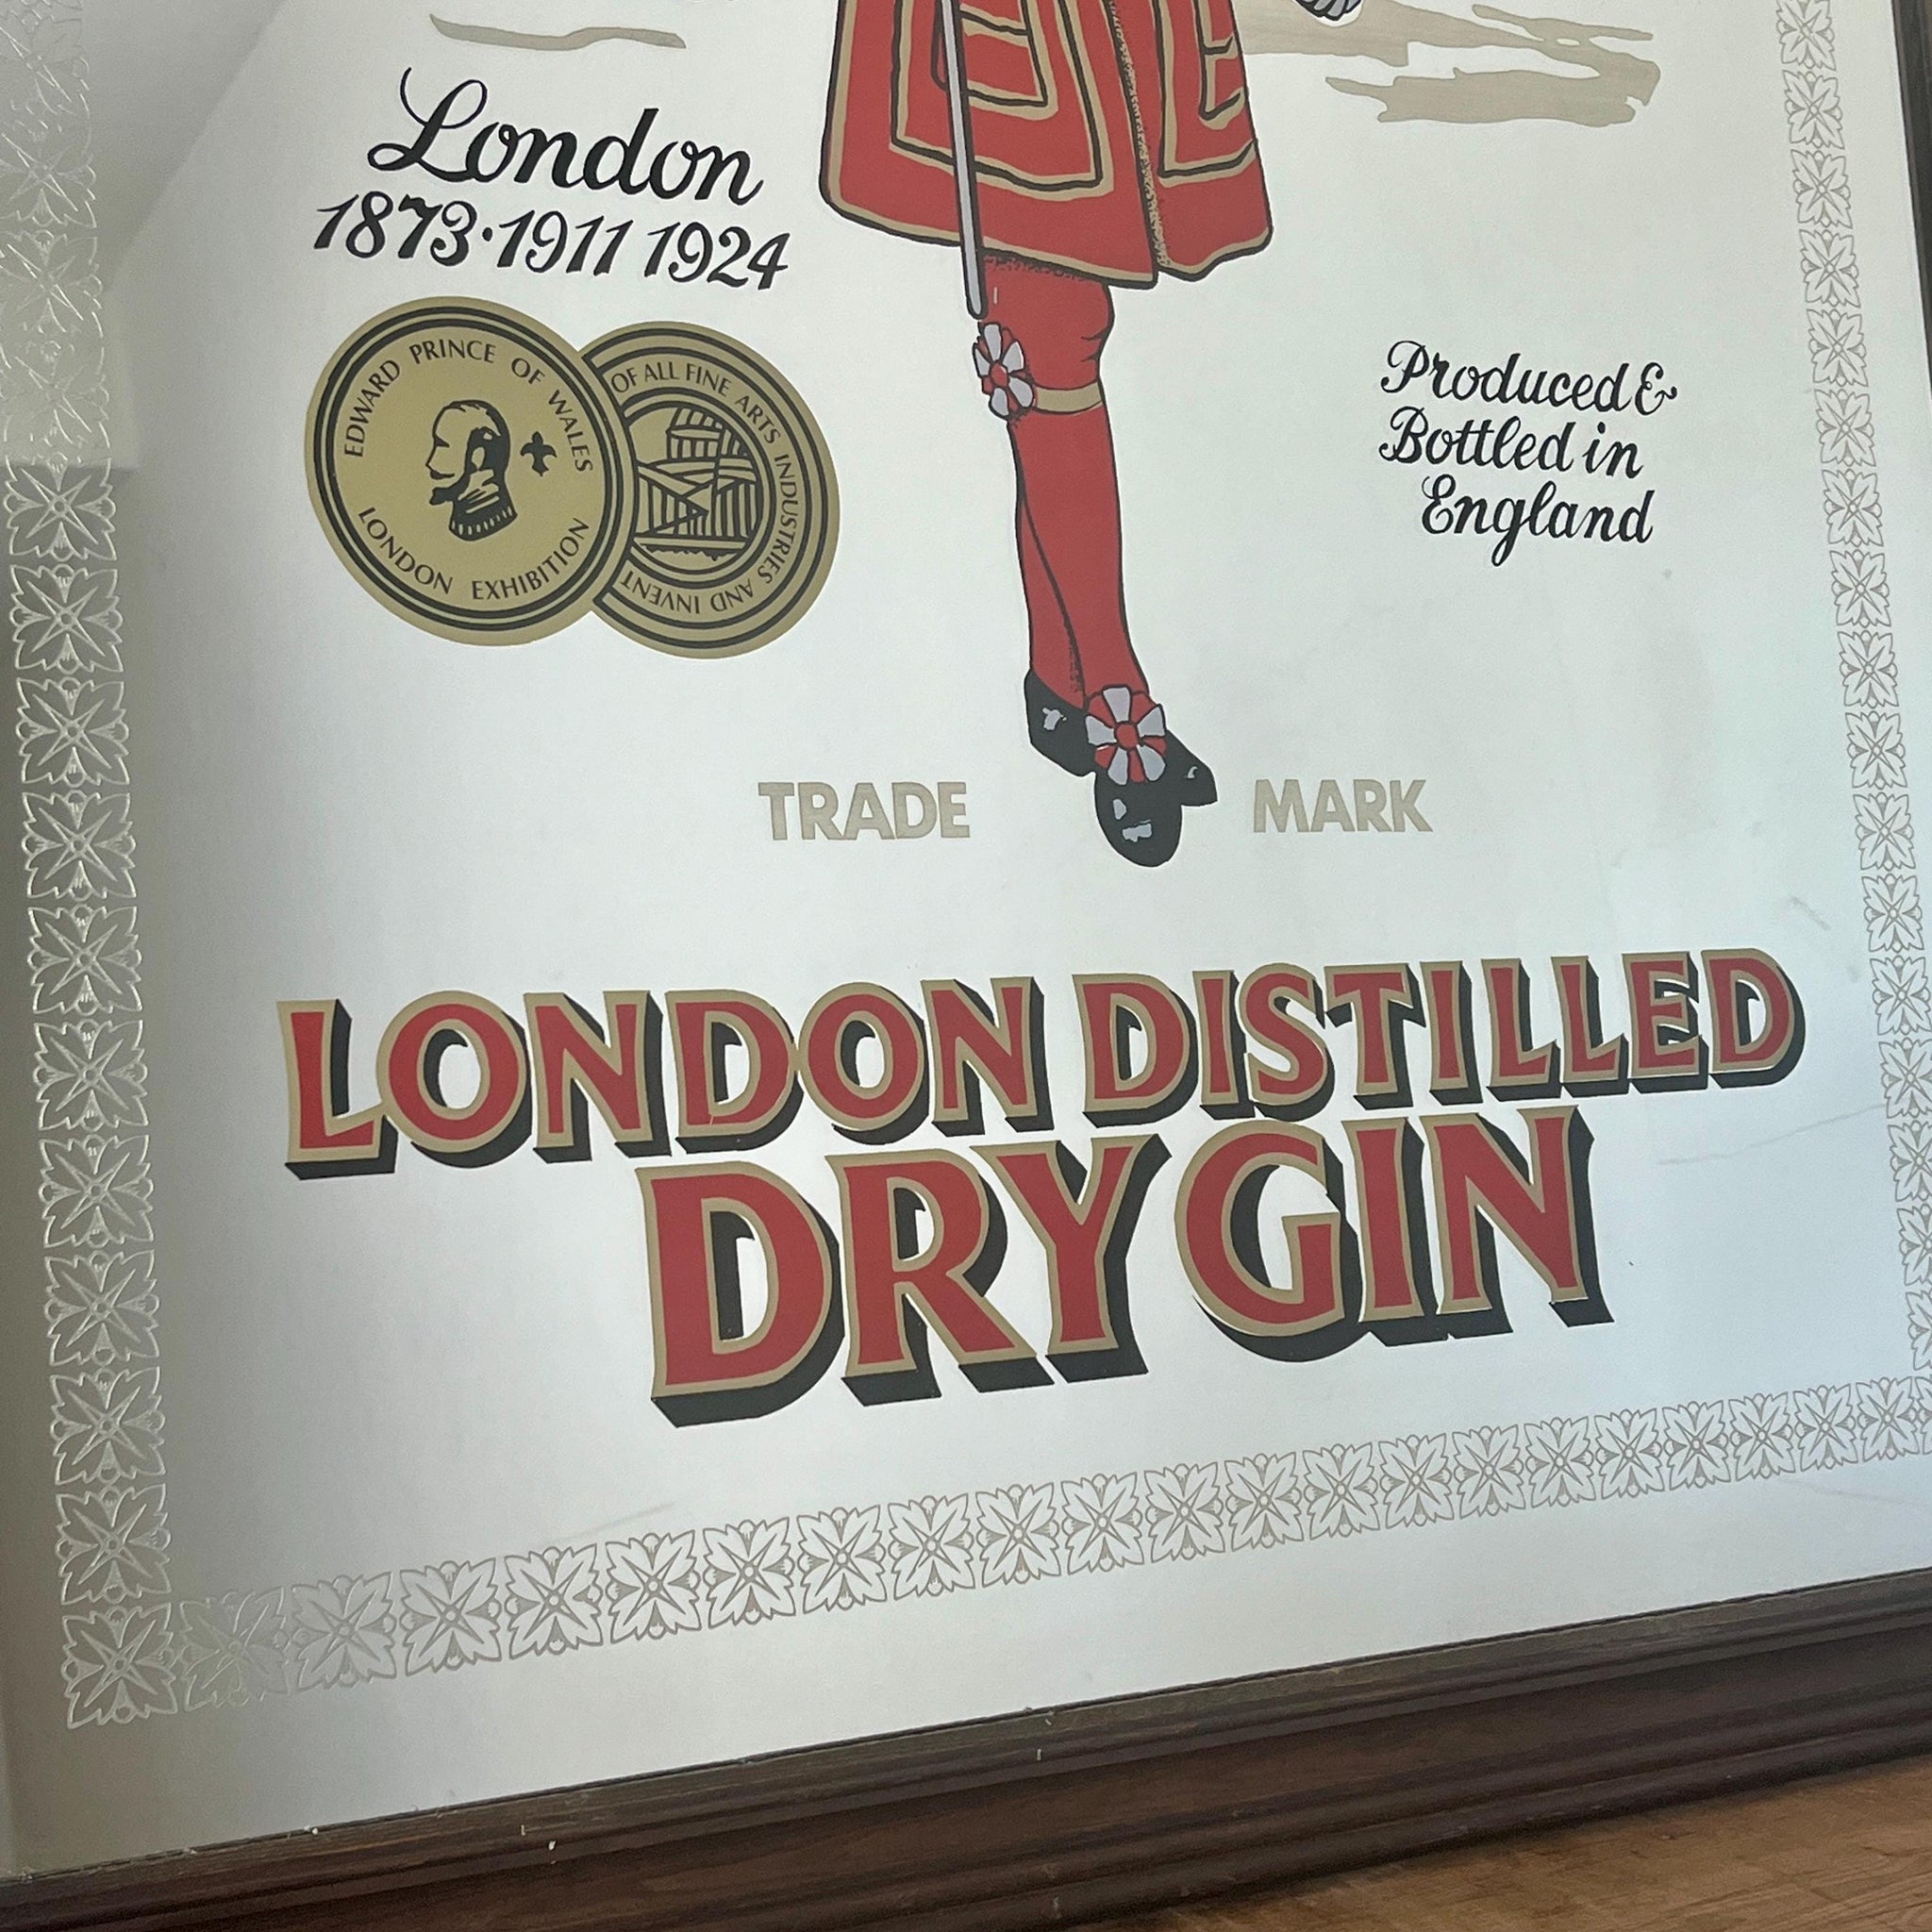 London
1873·1911 1924
EDWARD PRINCE OF WALES
LONDON EXHIBITION
OF ALL FINE ARTS INDUSTRIES AND INVENT
Produced &
Bottled in
England
TRADE MARK
LONDON DISTILLED
DRY GIN